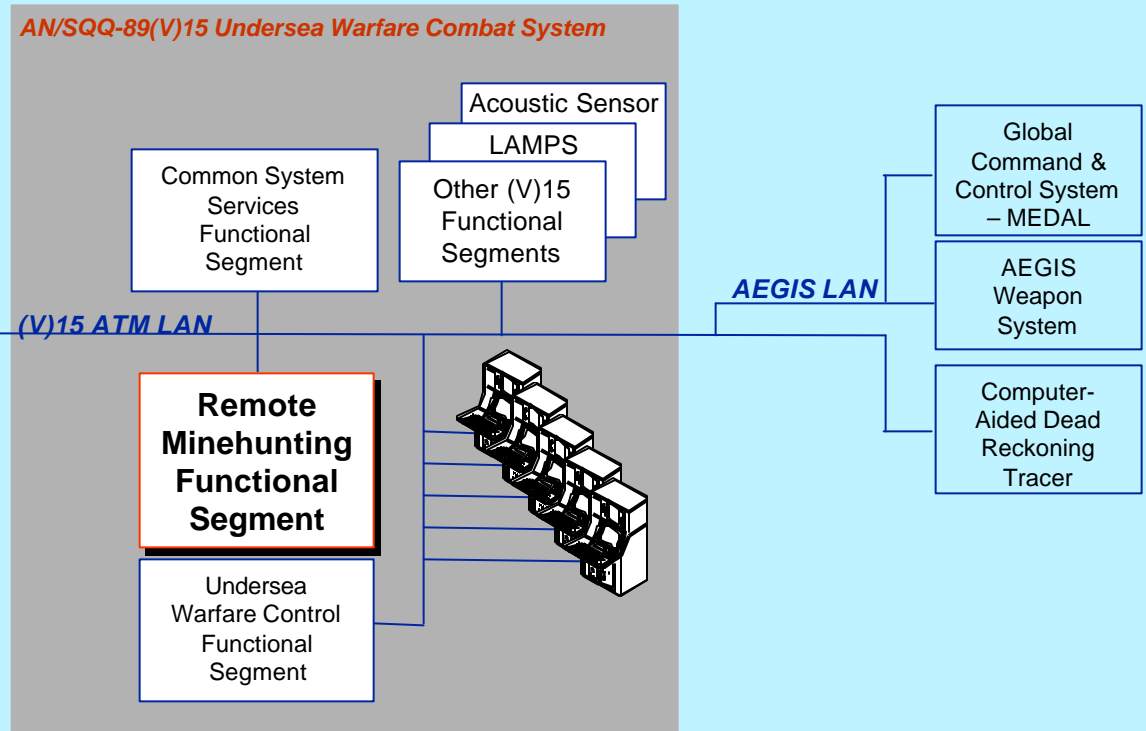 AN/SQQ-89(V)15 Undersea Warfare Combat System
Acoustic Sensor
LAMPS
Other (V)15
Functional
Segments
Common System
Services
Functional
Segment
Global
Command &
Control System
– MEDAL
AEGIS LAN
AEGIS
Weapon
System
(V)15 ATM LAN
Remote
Minehunting
Functional
Segment
Computer-
Aided Dead
Reckoning
Tracer
Undersea
Warfare Control
Functional
Segment